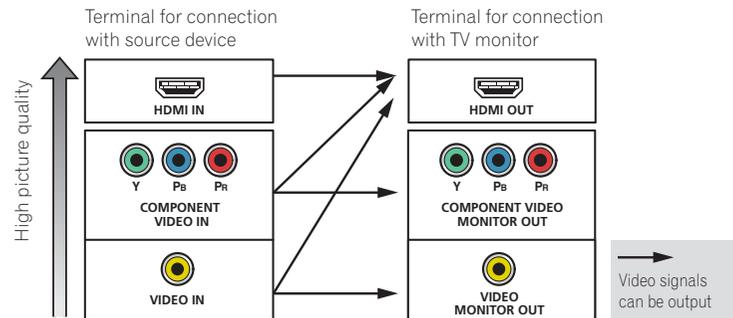 Terminal for connection
with source device
Terminal for connection
with TV monitor
High picture quality
HDMI IN
HDMI OUT
Y PB PR
COMPONENT
VIDEO IN
Y PB PR
COMPONENT VIDEO
MONITOR OUT
VIDEO IN
VIDEO
MONITOR OUT
Video signals
can be output